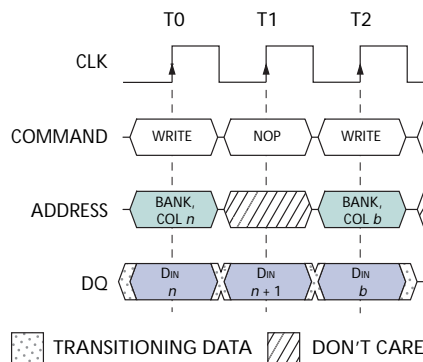 T0 T1 T2
CLK
COMMAND WRITE NOP WRITE
ADDRESS BANK, COL n BANK, COL b
DQ DIN n DIN n + 1 DIN b
TRANSITIONING DATA DON'T CARE